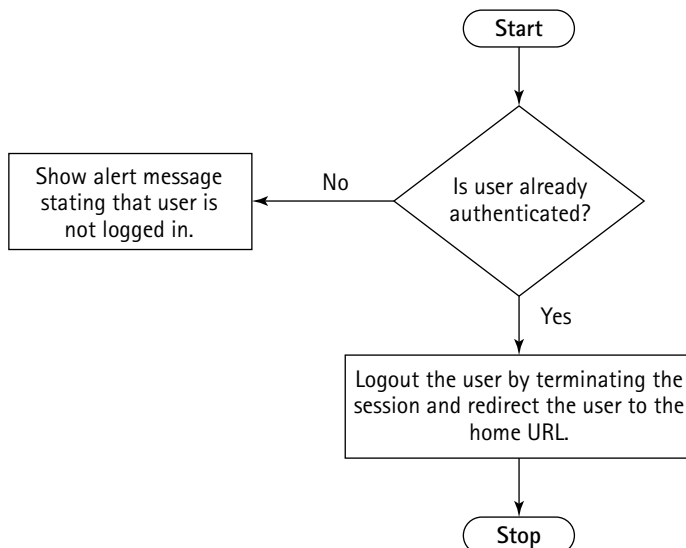 Start
Is user already
authenticated?
No
Show alert message
stating that user is
not logged in.
Yes
Logout the user by terminating the
session and redirect the user to the
home URL.
Stop